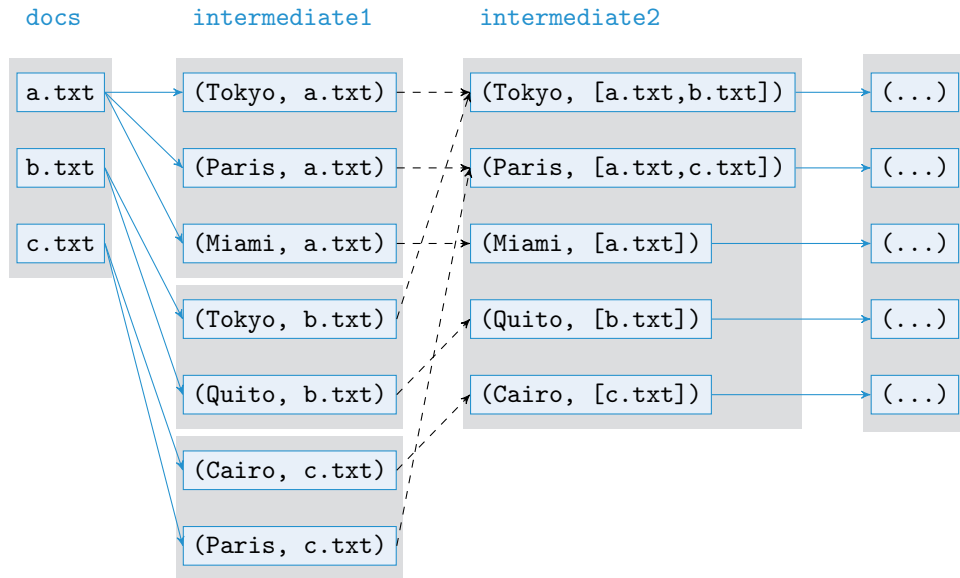 docs intermediate1 intermediate2
a.txt (Tokyo, a.txt) (Tokyo, [a.txt,b.txt]) (...)
b.txt (Paris, a.txt) (Paris, [a.txt,c.txt]) (...)
c.txt (Miami, a.txt) (Miami, [a.txt]) (...)
(Tokyo, b.txt) (Quito, [b.txt]) (...)
(Quito, b.txt) (Cairo, [c.txt]) (...)
(Cairo, c.txt)
(Paris, c.txt)